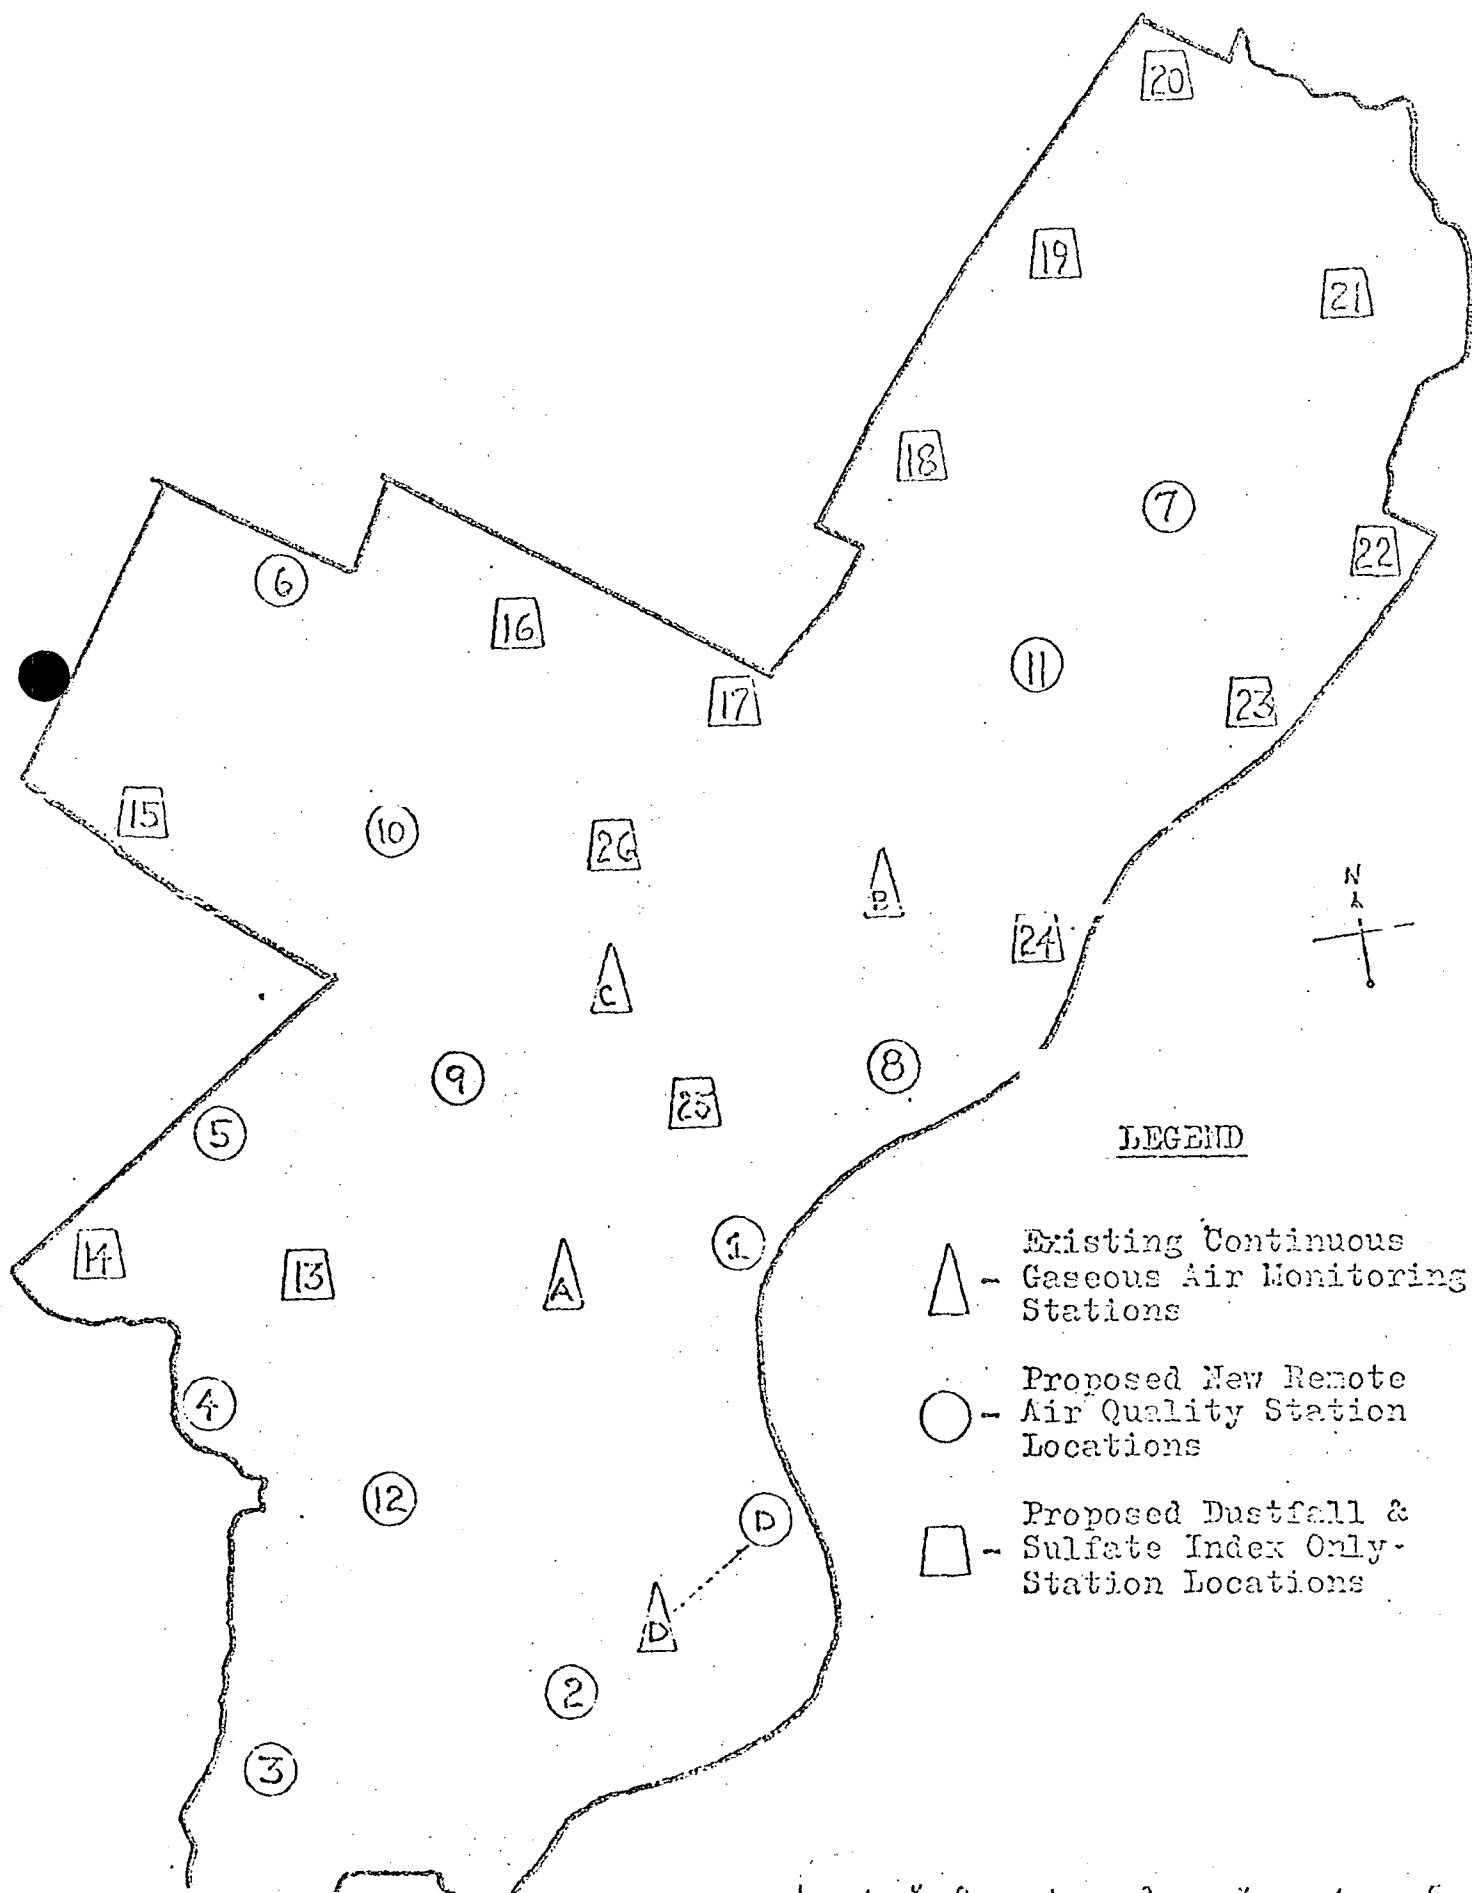 20
19
21
18
7
22
6
16
11
17
23
15
10
26
B
N
24
C
9
8
25
5
LEGEND
1
14
13
A
Existing Continuous
- Gaseous Air Monitoring
Stations
4
Proposed New Remote
- Air Quality Station
Locations
12
D
Proposed Dustfall &
- Sulfate Index Only-
Station Locations
D
2
3